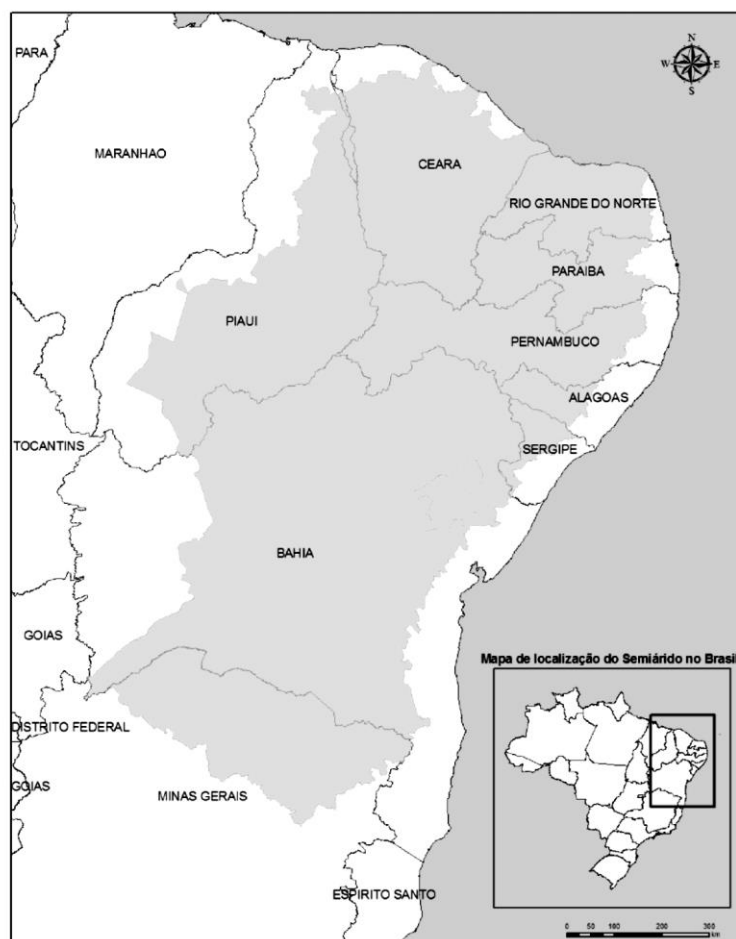 PARA
N
W E
S
MARANHAO
CEARA
RIO GRANDE DO NORTE
PARAIBA
PIAUI
PERNAMBUCO
ALAGOAS
TOCANTINS
SERGIPE
BAHIA
GOIAS
Mapa de localização do Semiárido no Brasil
DISTRITO FEDERAL
GOIAS
MINAS GERAIS
ESPIRITO SANTO
0 50 100 200 300
km